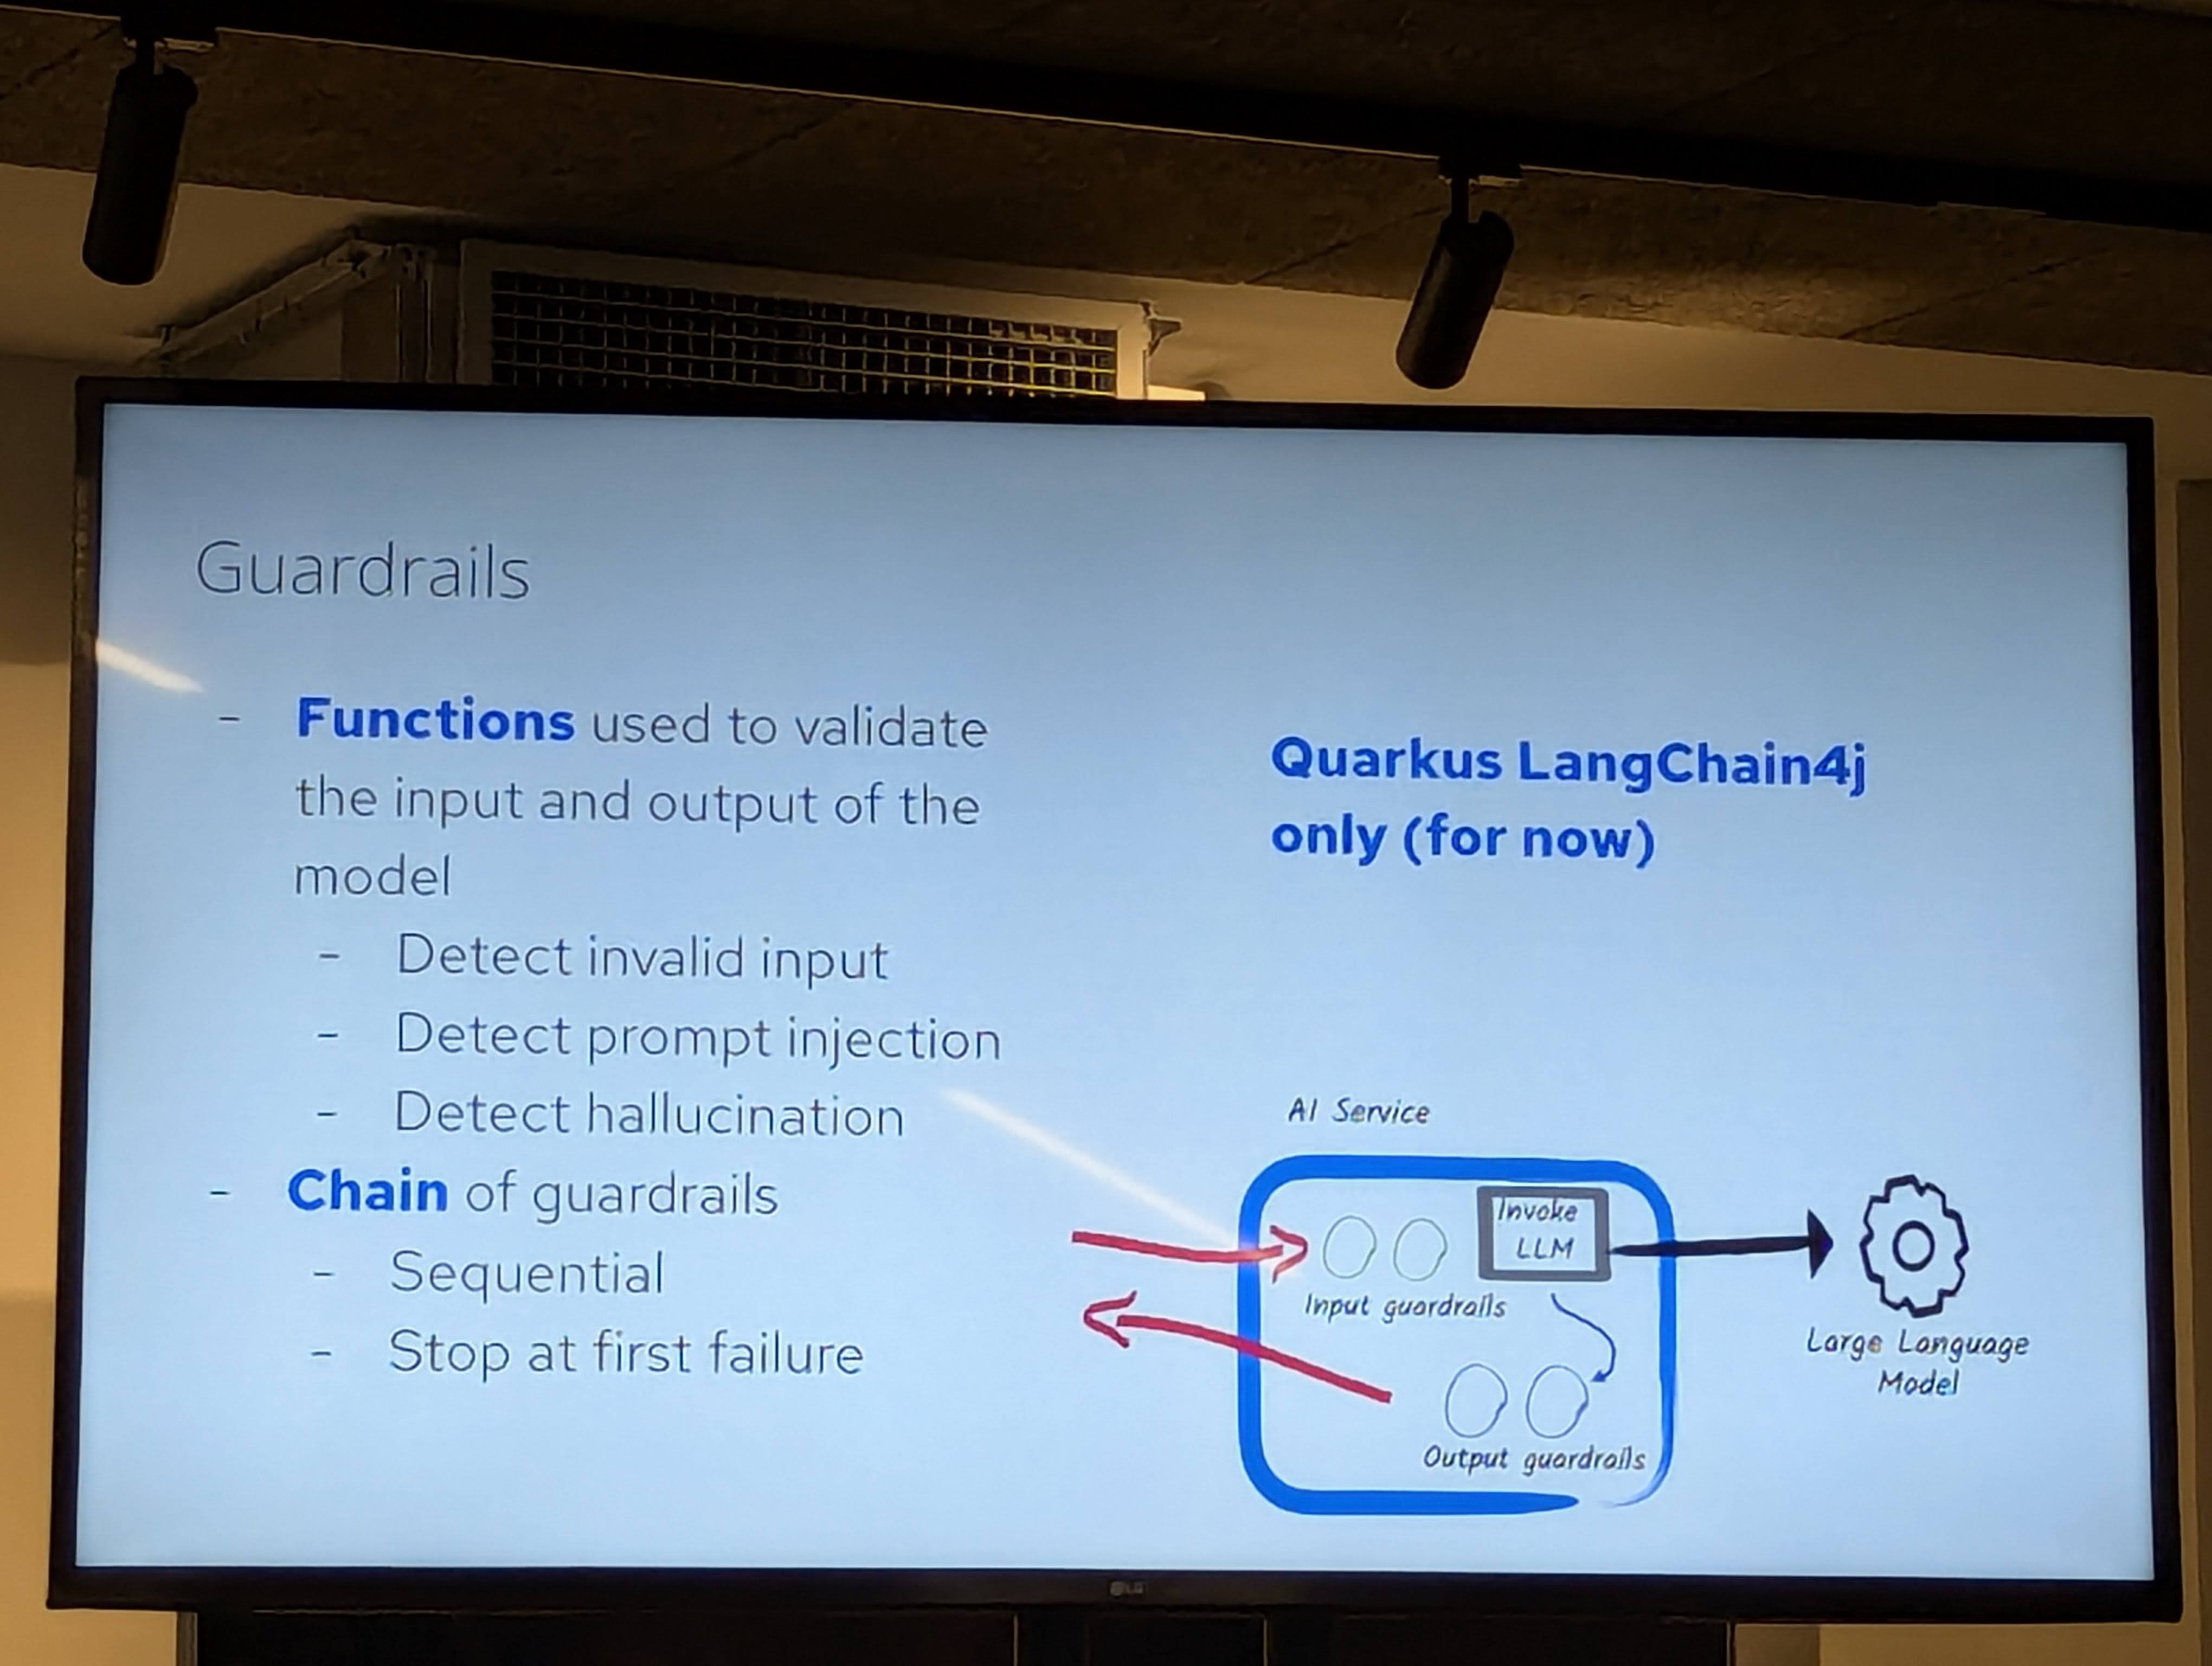 Guardrails
- Functions used to validate
the input and output of the
model
- Detect invalid input
- Detect prompt injection
- Detect hallucination
- Chain of guardrails
- Sequential
- Stop at first failure
Quarkus LangChain4j
only (for now)
AI Service
Invoke
LLM
Input guardrails
Output guardrails
Large Language
Model
LG